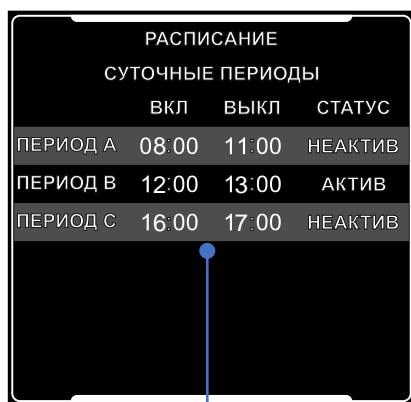 РАСПИСАНИЕ
СУТОЧНЫЕ ПЕРИОДЫ
ВКЛ ВЫКЛ СТАТУС
ПЕРИОД А 08:00 11:00 НЕАКТИВ
ПЕРИОД В 12:00 13:00 АКТИВ
ПЕРИОД С 16:00 17:00 НЕАКТИВ